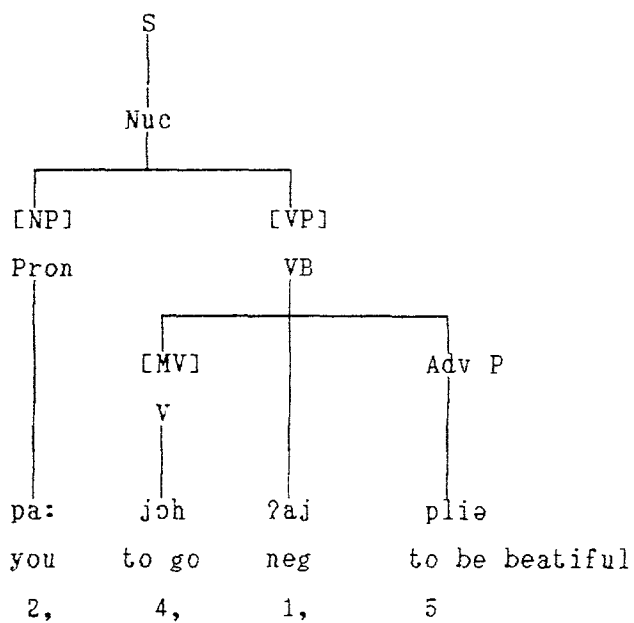 S
Nuc
[NP] [VP]
Pron VB
[MV] Adv P
V
pa: jɔh ʔaj pliə
you to go neg to be beatiful
2, 4, 1, 5